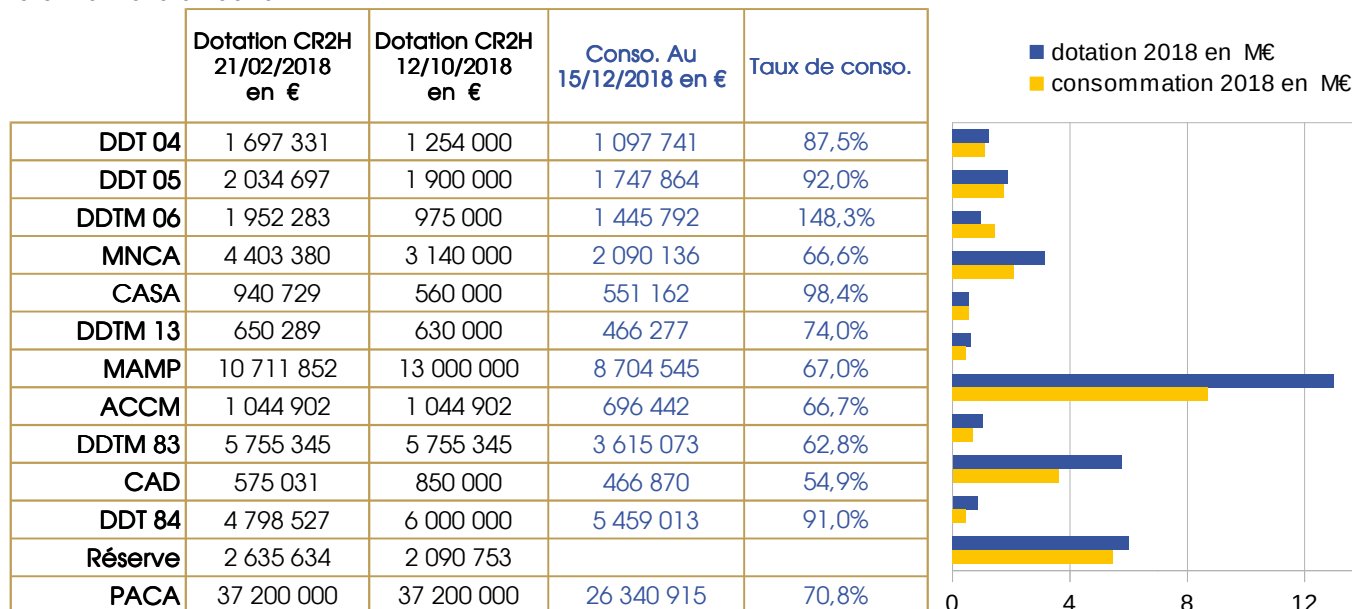 Dotation CR2H 21/02/2018 en € Dotation CR2H 12/10/2018 en € Conso. Au 15/12/2018 en € Taux de conso.
DDT 04 1 697 331 1 254 000 1 097 741 87,5%
DDT 05 2 034 697 1 900 000 1 747 864 92,0%
DDTM 06 1 952 283 975 000 1 445 792 148,3%
MNCA 4 403 380 3 140 000 2 090 136 66,6%
CASA 940 729 560 000 551 162 98,4%
DDTM 13 650 289 630 000 466 277 74,0%
MAMP 10 711 852 13 000 000 8 704 545 67,0%
ACCM 1 044 902 1 044 902 696 442 66,7%
DDTM 83 5 755 345 5 755 345 3 615 073 62,8%
CAD 575 031 850 000 466 870 54,9%
DDT 84 4 798 527 6 000 000 5 459 013 91,0%
Réserve 2 635 634 2 090 753
PACA 37 200 000 37 200 000 26 340 915 70,8%
dotation 2018 en M€
consommation 2018 en M€
0 4 8 12